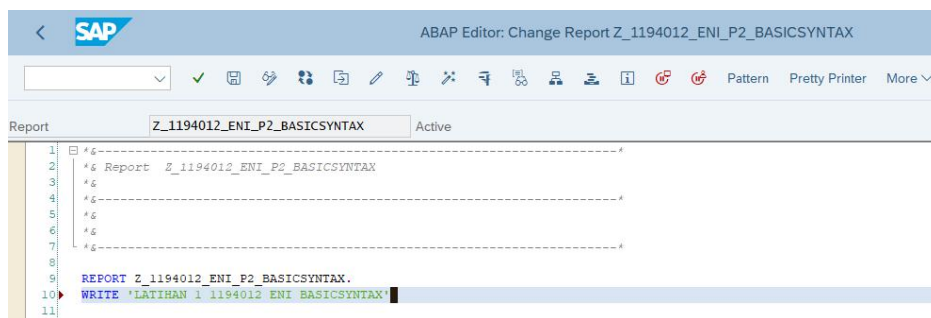 SAP
ABAP Editor: Change Report Z_1194012_ENI_P2_BASICSYNTAX
Pattern Pretty Printer More
Report Z_1194012_ENI_P2_BASICSYNTAX Active
1 *&---------------------------------------------------------------------*
2 *& Report Z_1194012_ENI_P2_BASICSYNTAX
3 *&
4 *&---------------------------------------------------------------------*
5 *&
6 *&
7 *&---------------------------------------------------------------------*
8
9 REPORT Z_1194012_ENI_P2_BASICSYNTAX.
10 WRITE 'LATIHAN 1 1194012 ENI BASICSYNTAX'
11